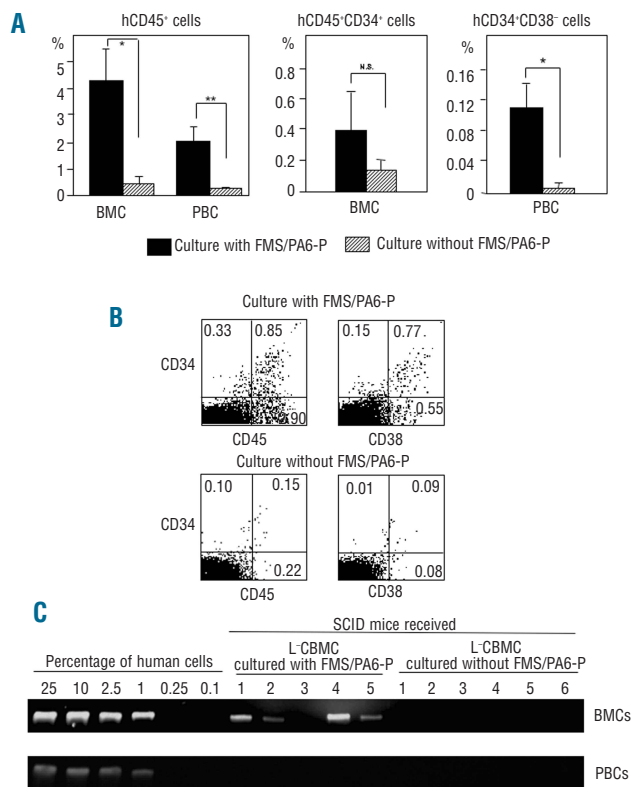 A
hCD45⁺ cells
hCD45⁺CD34⁺ cells
hCD34⁺CD38⁻ cells
%
%
%
5
4
3
2
1
0
*
**
BMC
PBC
0.8
0.6
0.4
0.2
0
N.S.
BMC
0.16
0.12
0.08
0.04
0
*
PBC
Culture with FMS/PA6-P
Culture without FMS/PA6-P
B
Culture with FMS/PA6-P
0.33 0.85
0.15 0.77
CD34
.90
0.55
CD45
CD38
Culture without FMS/PA6-P
0.10 0.15
0.01 0.09
CD34
0.22
0.08
CD45
CD38
C
SCID mice received
Percentage of human cells
L⁻CBMC
cultured with FMS/PA6-P
L⁻CBMC
cultured without FMS/PA6-P
25 10 2.5 1 0.25 0.1
1 2 3 4 5
1 2 3 4 5 6
BMCs
PBCs